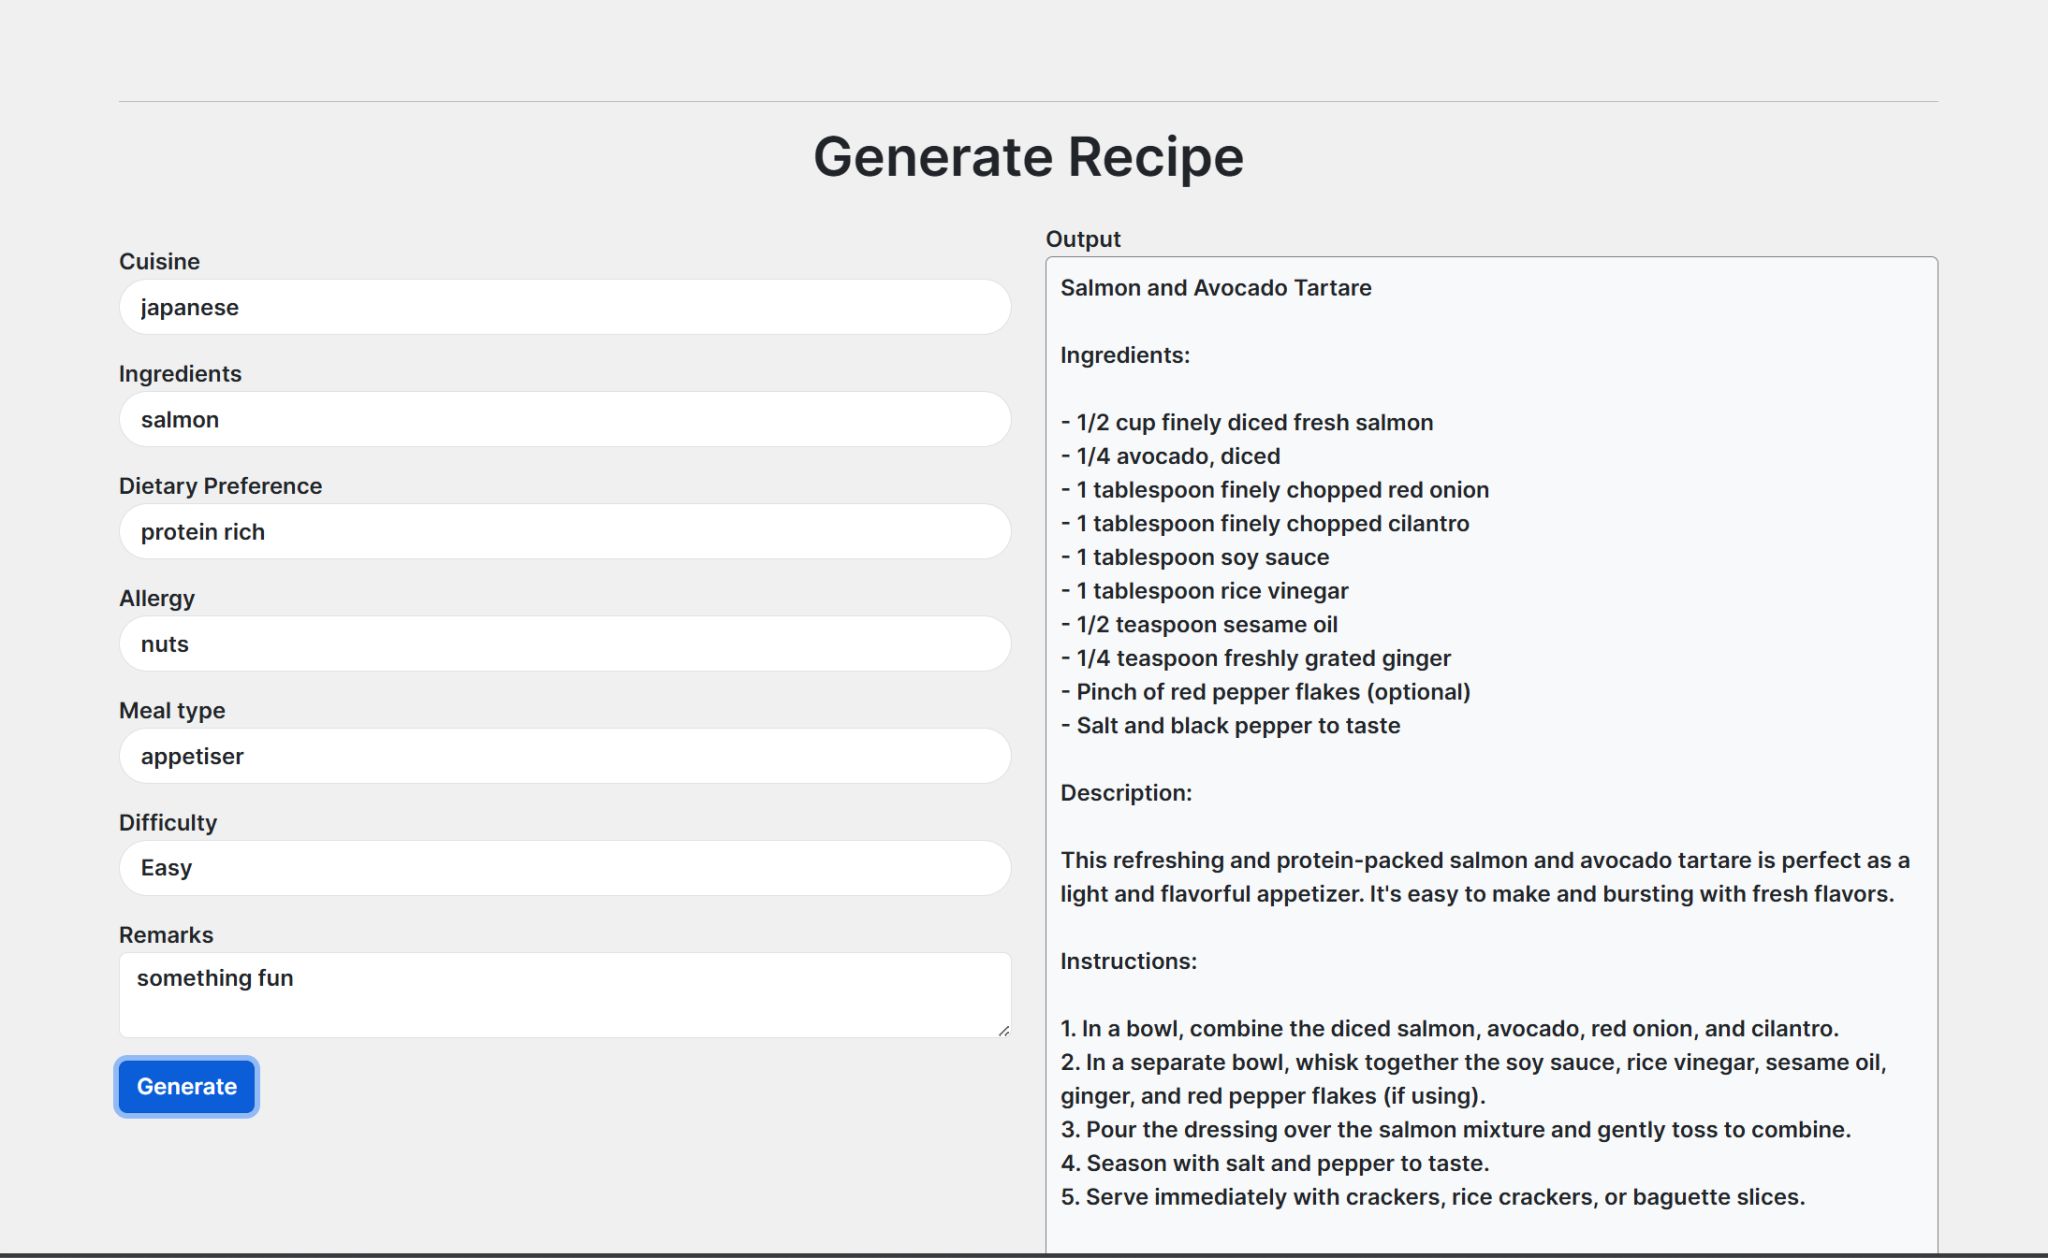 Generate Recipe
Cuisine
japanese
Ingredients
salmon
Dietary Preference
protein rich
Allergy
nuts
Meal type
appetiser
Difficulty
Easy
Remarks
something fun
Generate
Output
Salmon and Avocado Tartare
Ingredients:
- 1/2 cup finely diced fresh salmon
- 1/4 avocado, diced
- 1 tablespoon finely chopped red onion
- 1 tablespoon finely chopped cilantro
- 1 tablespoon soy sauce
- 1 tablespoon rice vinegar
- 1/2 teaspoon sesame oil
- 1/4 teaspoon freshly grated ginger
- Pinch of red pepper flakes (optional)
- Salt and black pepper to taste
Description:
This refreshing and protein-packed salmon and avocado tartare is perfect as a
light and flavorful appetizer. It's easy to make and bursting with fresh flavors.
Instructions:
1. In a bowl, combine the diced salmon, avocado, red onion, and cilantro.
2. In a separate bowl, whisk together the soy sauce, rice vinegar, sesame oil,
ginger, and red pepper flakes (if using).
3. Pour the dressing over the salmon mixture and gently toss to combine.
4. Season with salt and pepper to taste.
5. Serve immediately with crackers, rice crackers, or baguette slices.